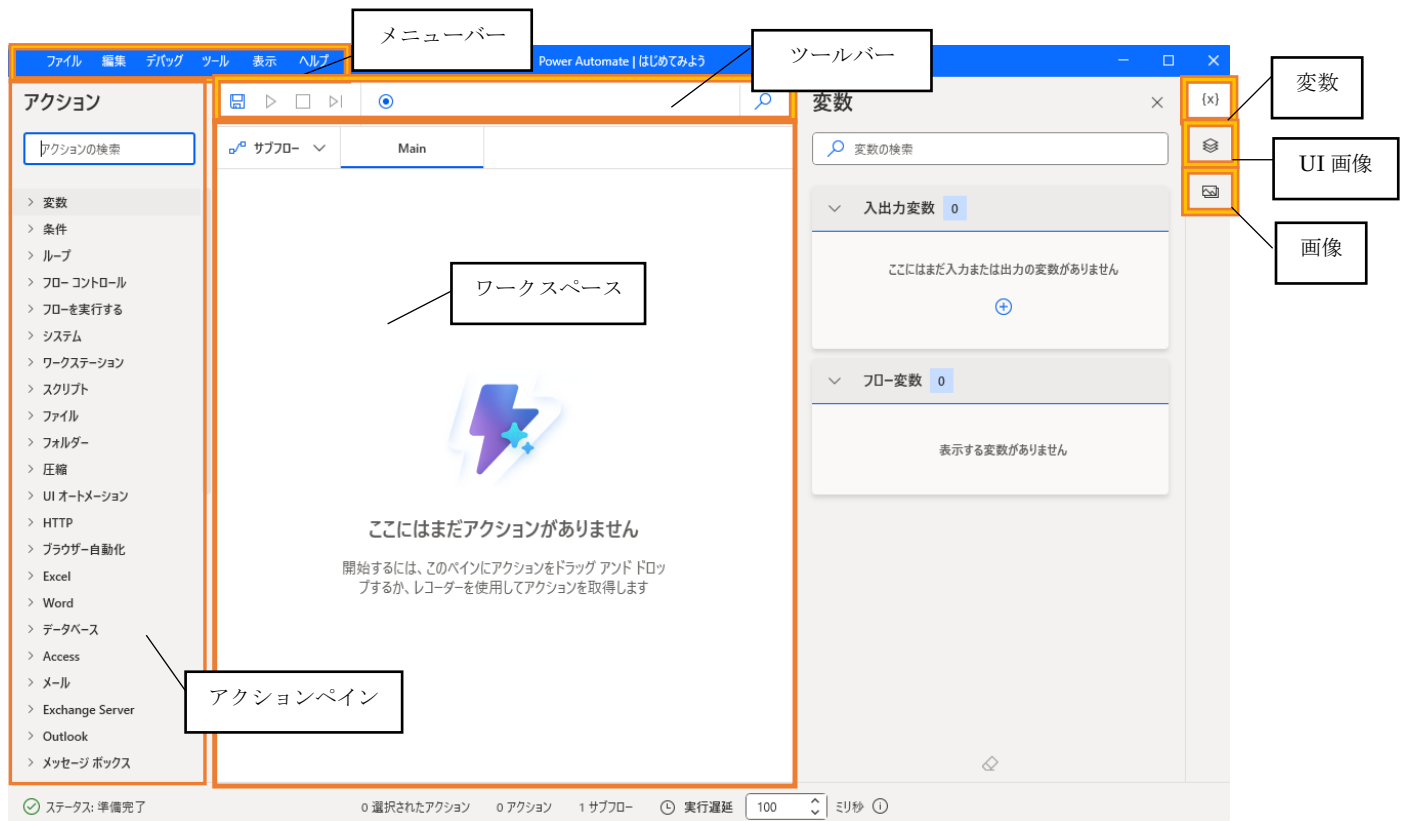 メニューバー
ツールバー
ファイル 編集 デバッグ ツール 表示 ヘルプ
Power Automate | はじめてみよう
変数
UI 画像
画像
アクション
アクションの検索
変数
条件
ループ
フロー コントロール
フローを実行する
システム
ワークステーション
スクリプト
ファイル
フォルダー
圧縮
UI オートメーション
HTTP
ブラウザー自動化
Excel
Word
データベース
Access
メール
Exchange Server
Outlook
メッセージ ボックス
アクションペイン
サブフロー Main
ワークスペース
ここにはまだアクションがありません
開始するには、このペインにアクションをドラッグ アンド ドロッ
プするか、レコーダーを使用してアクションを取得します
変数
{x}
変数の検索
入出力変数 0
ここにはまだ入力または出力の変数がありません
フロー変数 0
表示する変数がありません
ステータス: 準備完了 0 選択されたアクション 0 アクション 1 サブフロー 実行遅延 100 ミリ秒